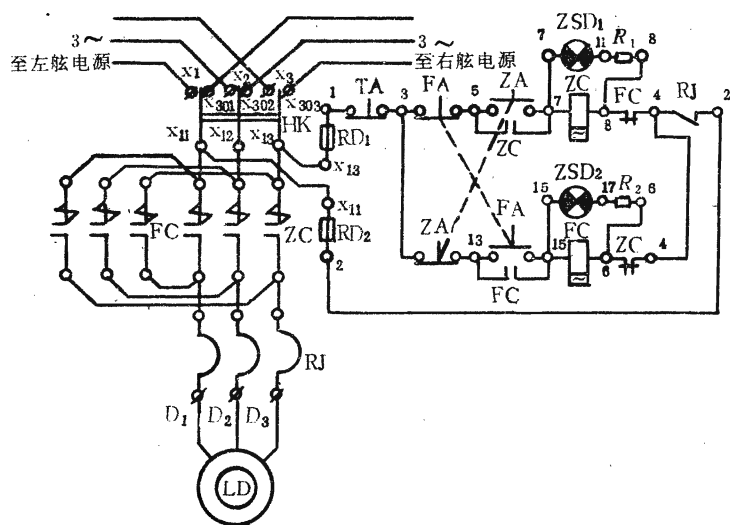 3～ 3～
至左舷电源 至右舷电源
X1 X2 X3
X301 X302 X303
HK
X11 X12 X13
1 TA 3 FA 5 ZA 7 ZC 8 FC 4 RJ 2
7 ZSD1 11 R1 8
ZC
RD1
X13
X11
RD2
2
ZA 13 FA 15 FC 6 ZC 4
15 ZSD2 17 R2 6
FC
FC ZC
RJ
D1 D2 D3
LD